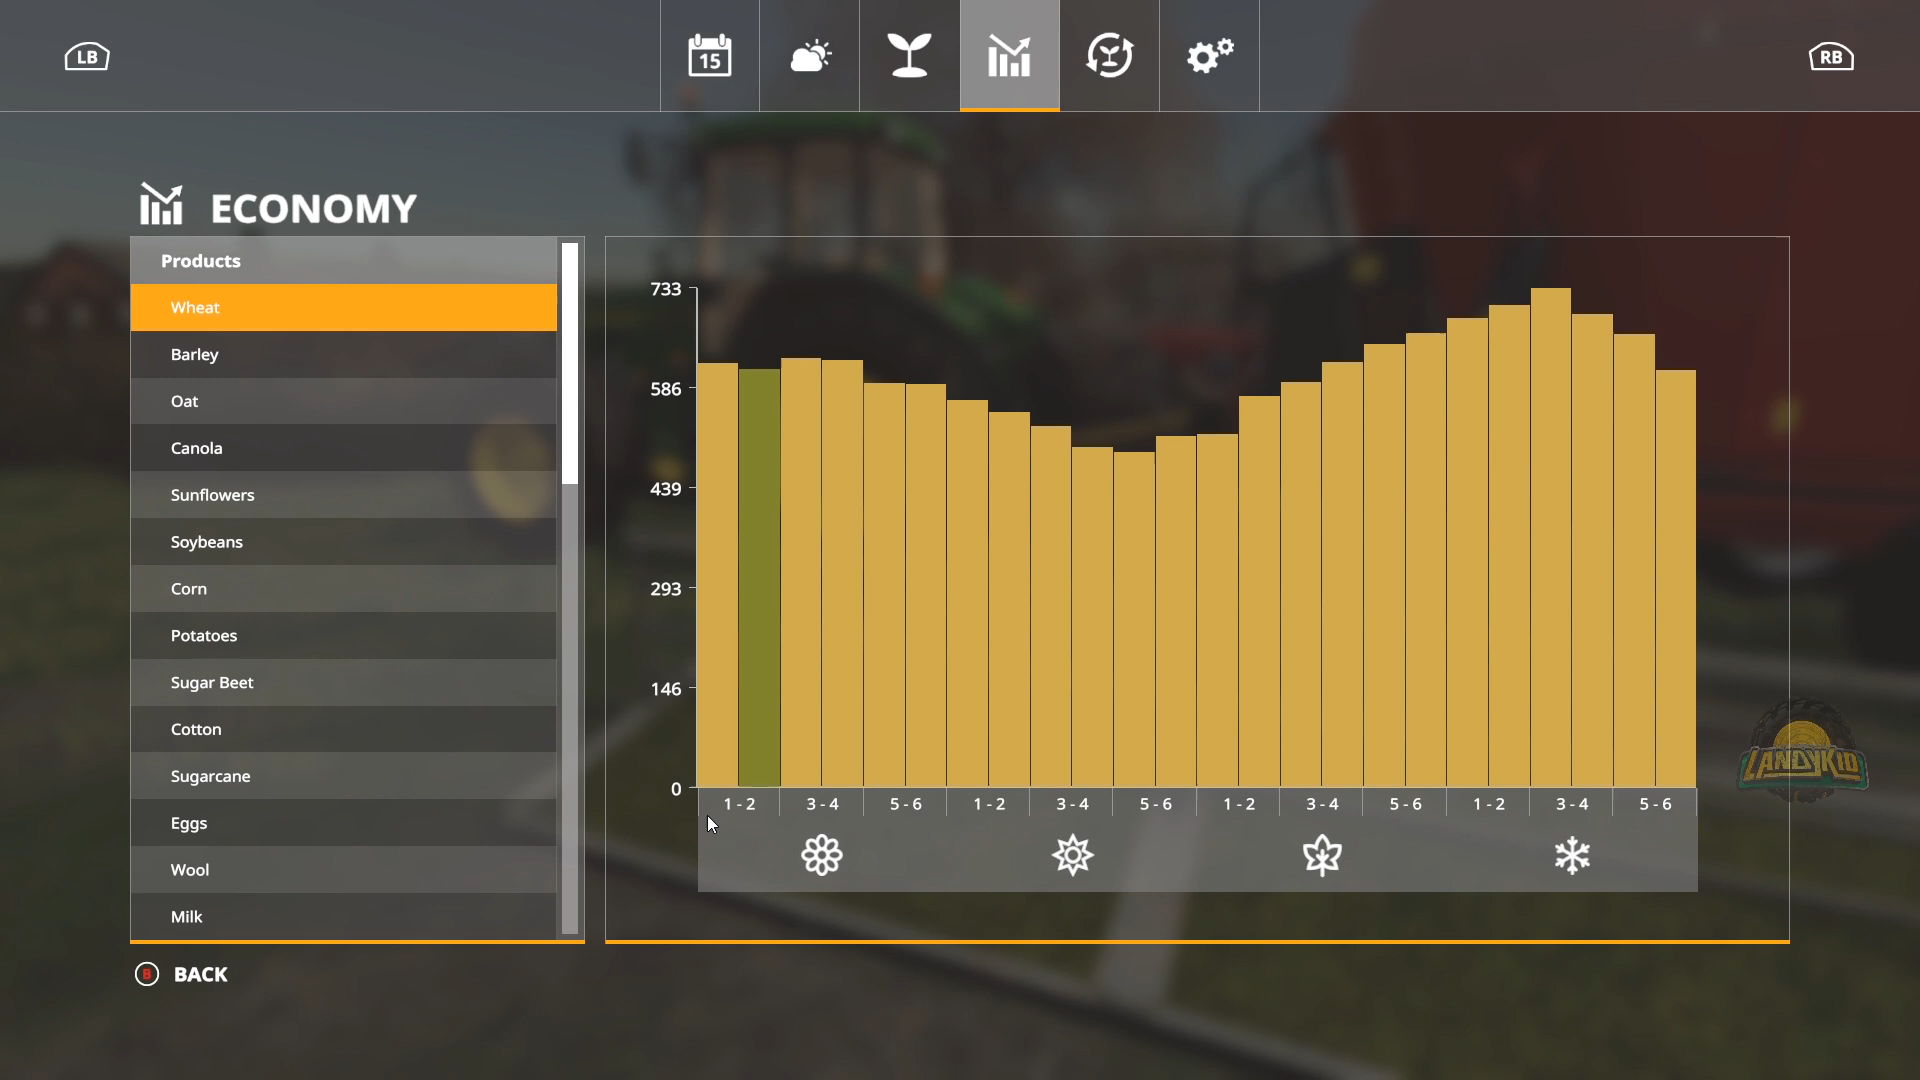 LB
15
RB
ECONOMY
Products
Wheat
Barley
Oat
Canola
Sunflowers
Soybeans
Corn
Potatoes
Sugar Beet
Cotton
Sugarcane
Eggs
Wool
Milk
733
586
439
293
146
0
1 - 2 3 - 4 5 - 6 1 - 2 3 - 4 5 - 6 1 - 2 3 - 4 5 - 6 1 - 2 3 - 4 5 - 6
LANDYKID
B BACK